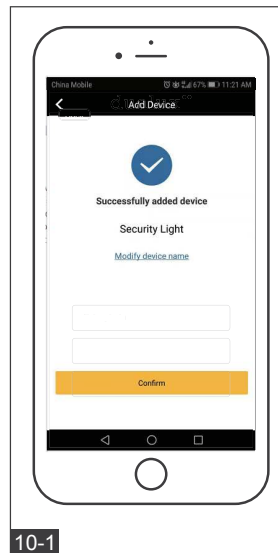 China Mobile 67% 11:21 AM
Add Device
Successfully added device
Security Light
Modify device name
Confirm
10-1